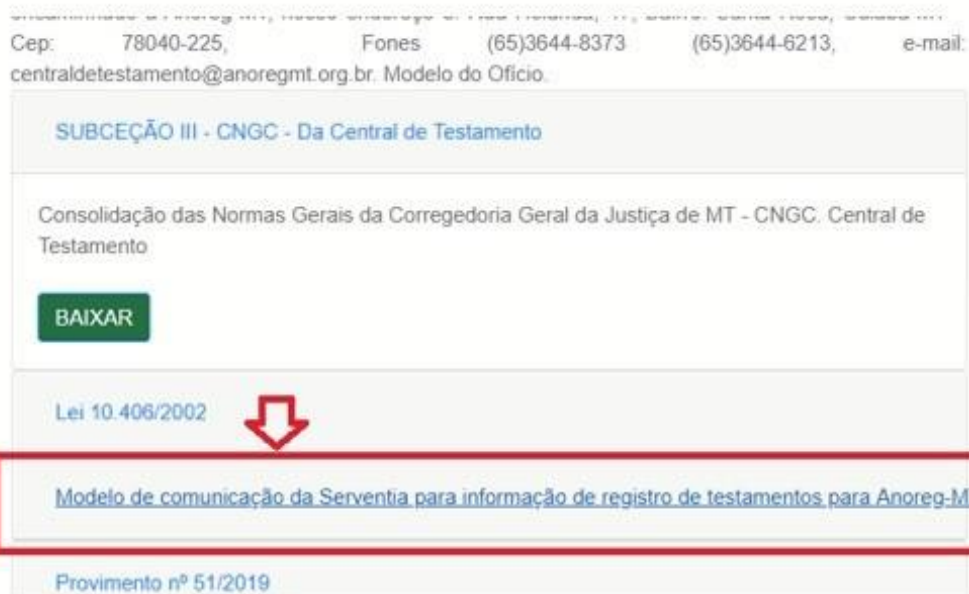 Cep: 78040-225, Fones (65)3644-8373 (65)3644-6213, e-mail:
centraldetestamento@anoregmt.org.br. Modelo do Ofício.
SUBCEÇÃO III - CNGC - Da Central de Testamento
Consolidação das Normas Gerais da Corregedoria Geral da Justiça de MT - CNGC. Central de
Testamento
BAIXAR
Lei 10.406/2002
Modelo de comunicação da Serventia para informação de registro de testamentos para Anoreg-M
Provimento nº 51/2019